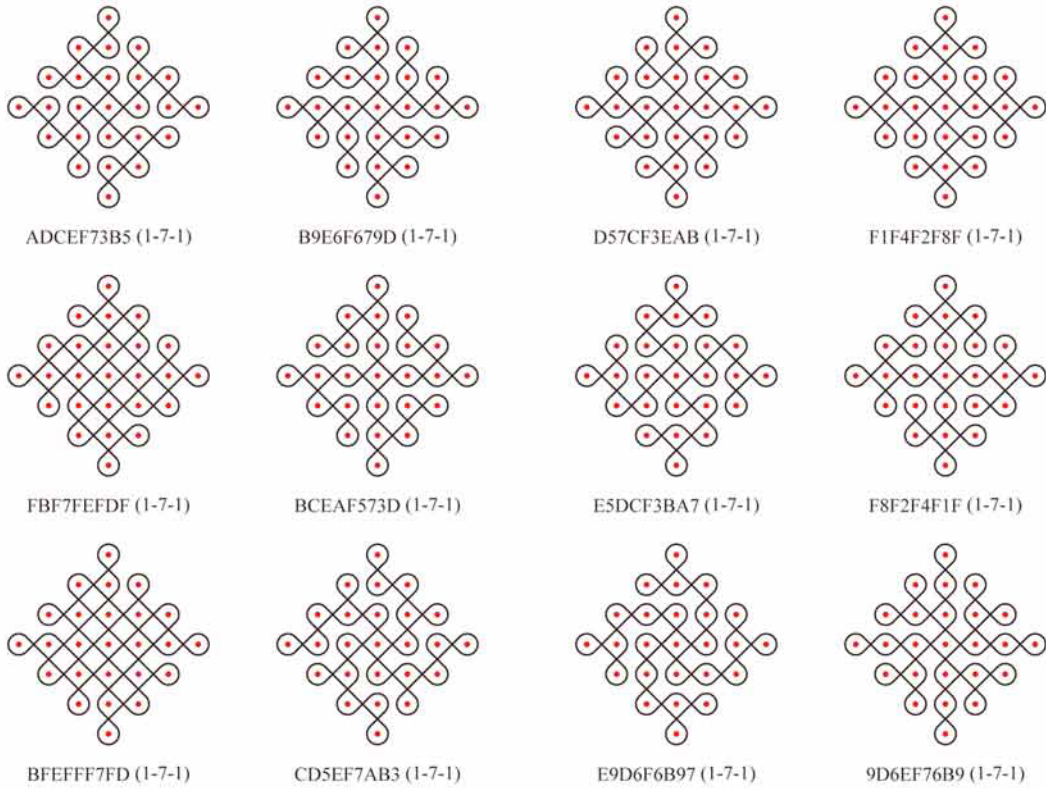 ADCEF73B5 (1-7-1) B9E6F679D (1-7-1) D57CF3EAB (1-7-1) F1F4F2F8F (1-7-1)
FBF7FEFDF (1-7-1) BCEAF573D (1-7-1) E5DCF3BA7 (1-7-1) F8F2F4F1F (1-7-1)
BFEFFF7FD (1-7-1) CD5EF7AB3 (1-7-1) E9D6F6B97 (1-7-1) 9D6EF76B9 (1-7-1)